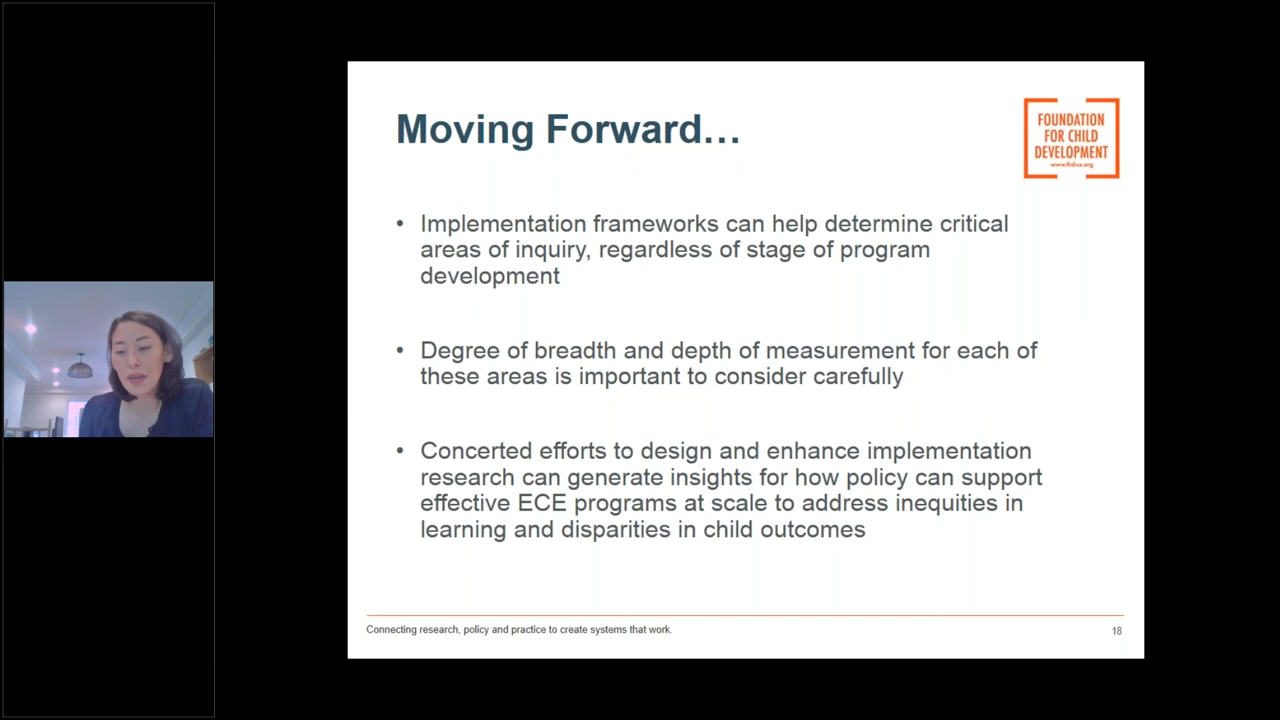 Moving Forward…
FOUNDATION
FOR CHILD
DEVELOPMENT
www.fcd-us.org
• Implementation frameworks can help determine critical
areas of inquiry, regardless of stage of program
development
• Degree of breadth and depth of measurement for each of
these areas is important to consider carefully
• Concerted efforts to design and enhance implementation
research can generate insights for how policy can support
effective ECE programs at scale to address inequities in
learning and disparities in child outcomes
Connecting research, policy and practice to create systems that work.
18